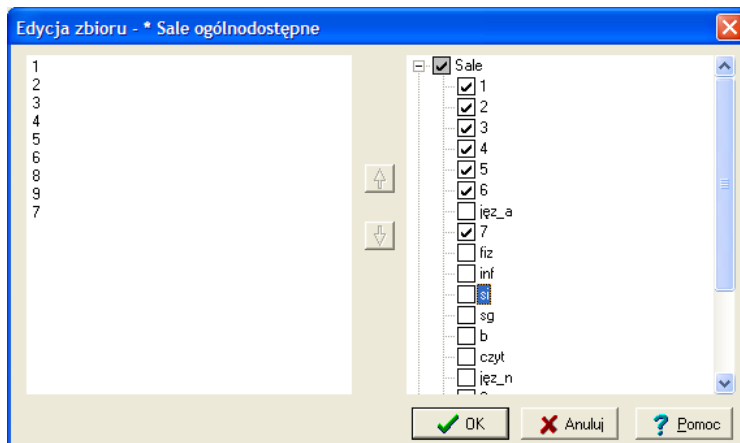 Edycja zbioru - * Sale ogólnodostępne
1
2
3
4
5
6
8
9
7
Sale
1
2
3
4
5
6
jęz_a
7
fiz
inf
si
sg
b
czyt
jęz_n
OK
Anuluj
Pomoc